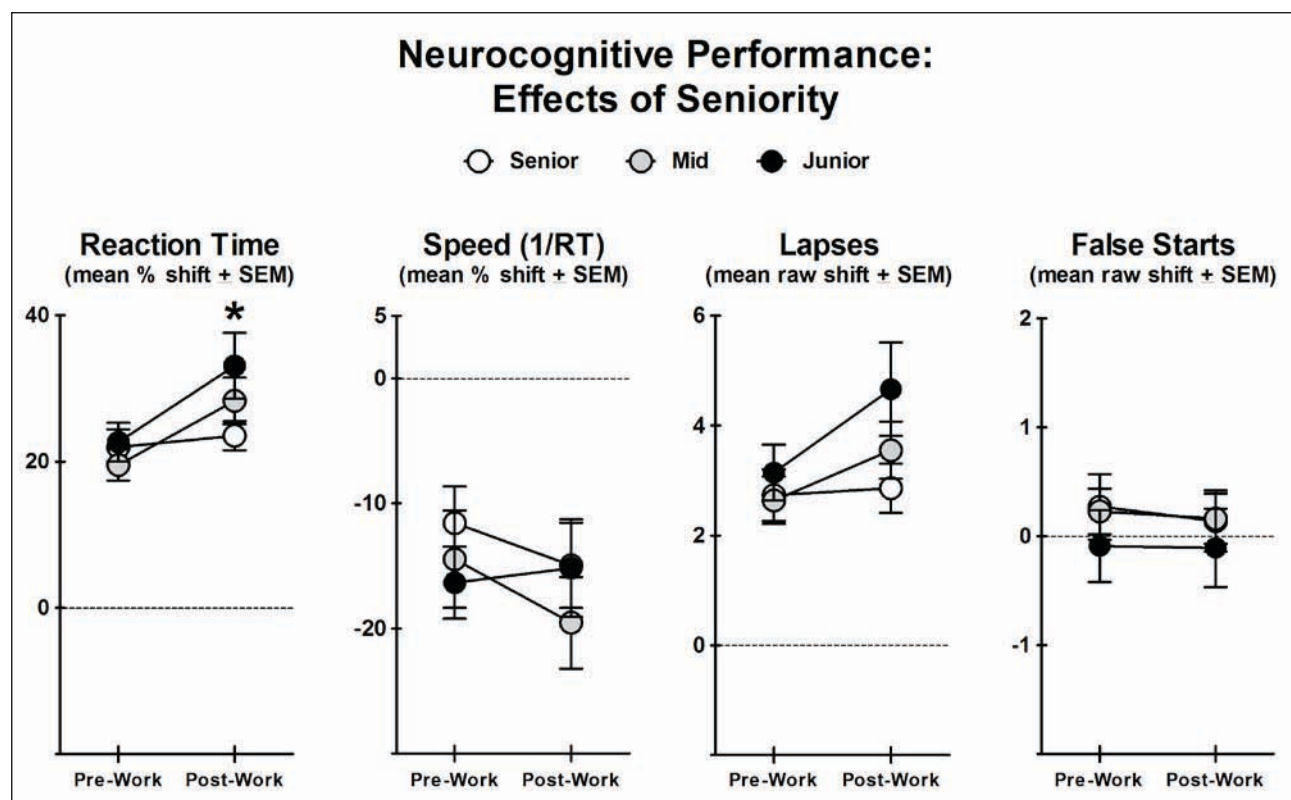 Neurocognitive Performance:
Effects of Seniority
Senior Mid Junior
Reaction Time
(mean % shift ± SEM)
40
*
20
0
Pre-Work Post-Work
Speed (1/RT)
(mean % shift ± SEM)
5
0
-10
-20
Pre-Work Post-Work
Lapses
(mean raw shift ± SEM)
6
4
2
0
Pre-Work Post-Work
False Starts
(mean raw shift ± SEM)
2
1
0
-1
Pre-Work Post-Work